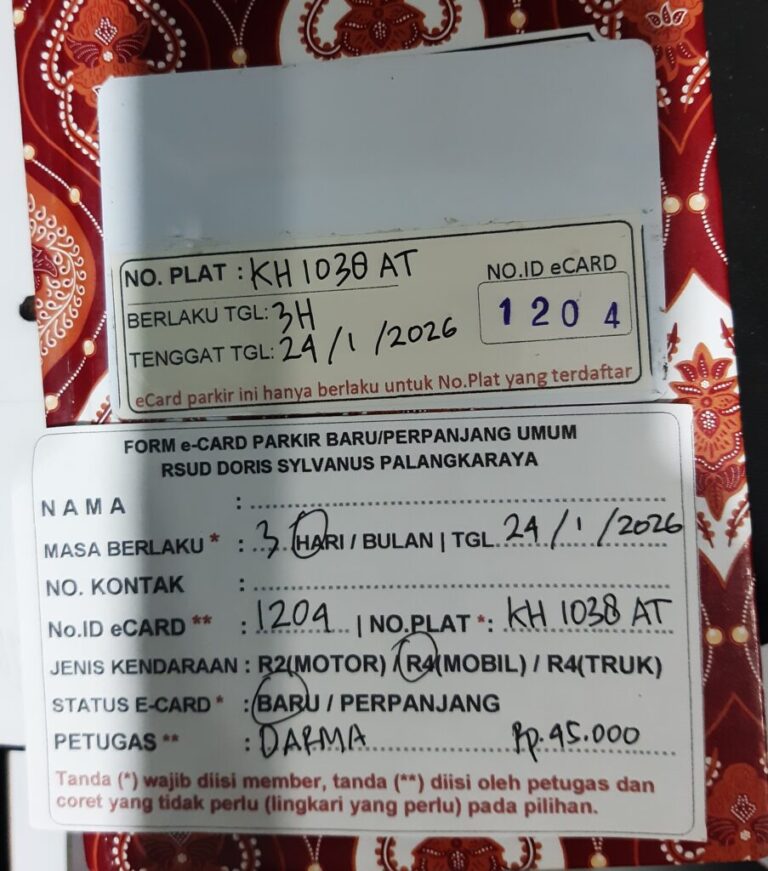 NO. PLAT : KH 1038 AT
NO.ID eCARD
BERLAKU TGL: 3H
1 2 0 4
TENGGAT TGL: 24/1/2026
eCard parkir ini hanya berlaku untuk No.Plat yang terdaftar
FORM e-CARD PARKIR BARU/PERPANJANG UMUM
RSUD DORIS SYLVANUS PALANGKARAYA
N A M A :
MASA BERLAKU * : 3 HARI / BULAN | TGL 24/1/2026
NO. KONTAK :
No.ID eCARD ** : 1204 | NO.PLAT *: KH 1038 AT
JENIS KENDARAAN : R2(MOTOR) / R4(MOBIL) / R4(TRUK)
STATUS E-CARD * : BARU / PERPANJANG
PETUGAS ** : DARMA Rp. 45.000
Tanda (*) wajib diisi member, tanda (**) diisi oleh petugas dan
coret yang tidak perlu (lingkari yang perlu) pada pilihan.